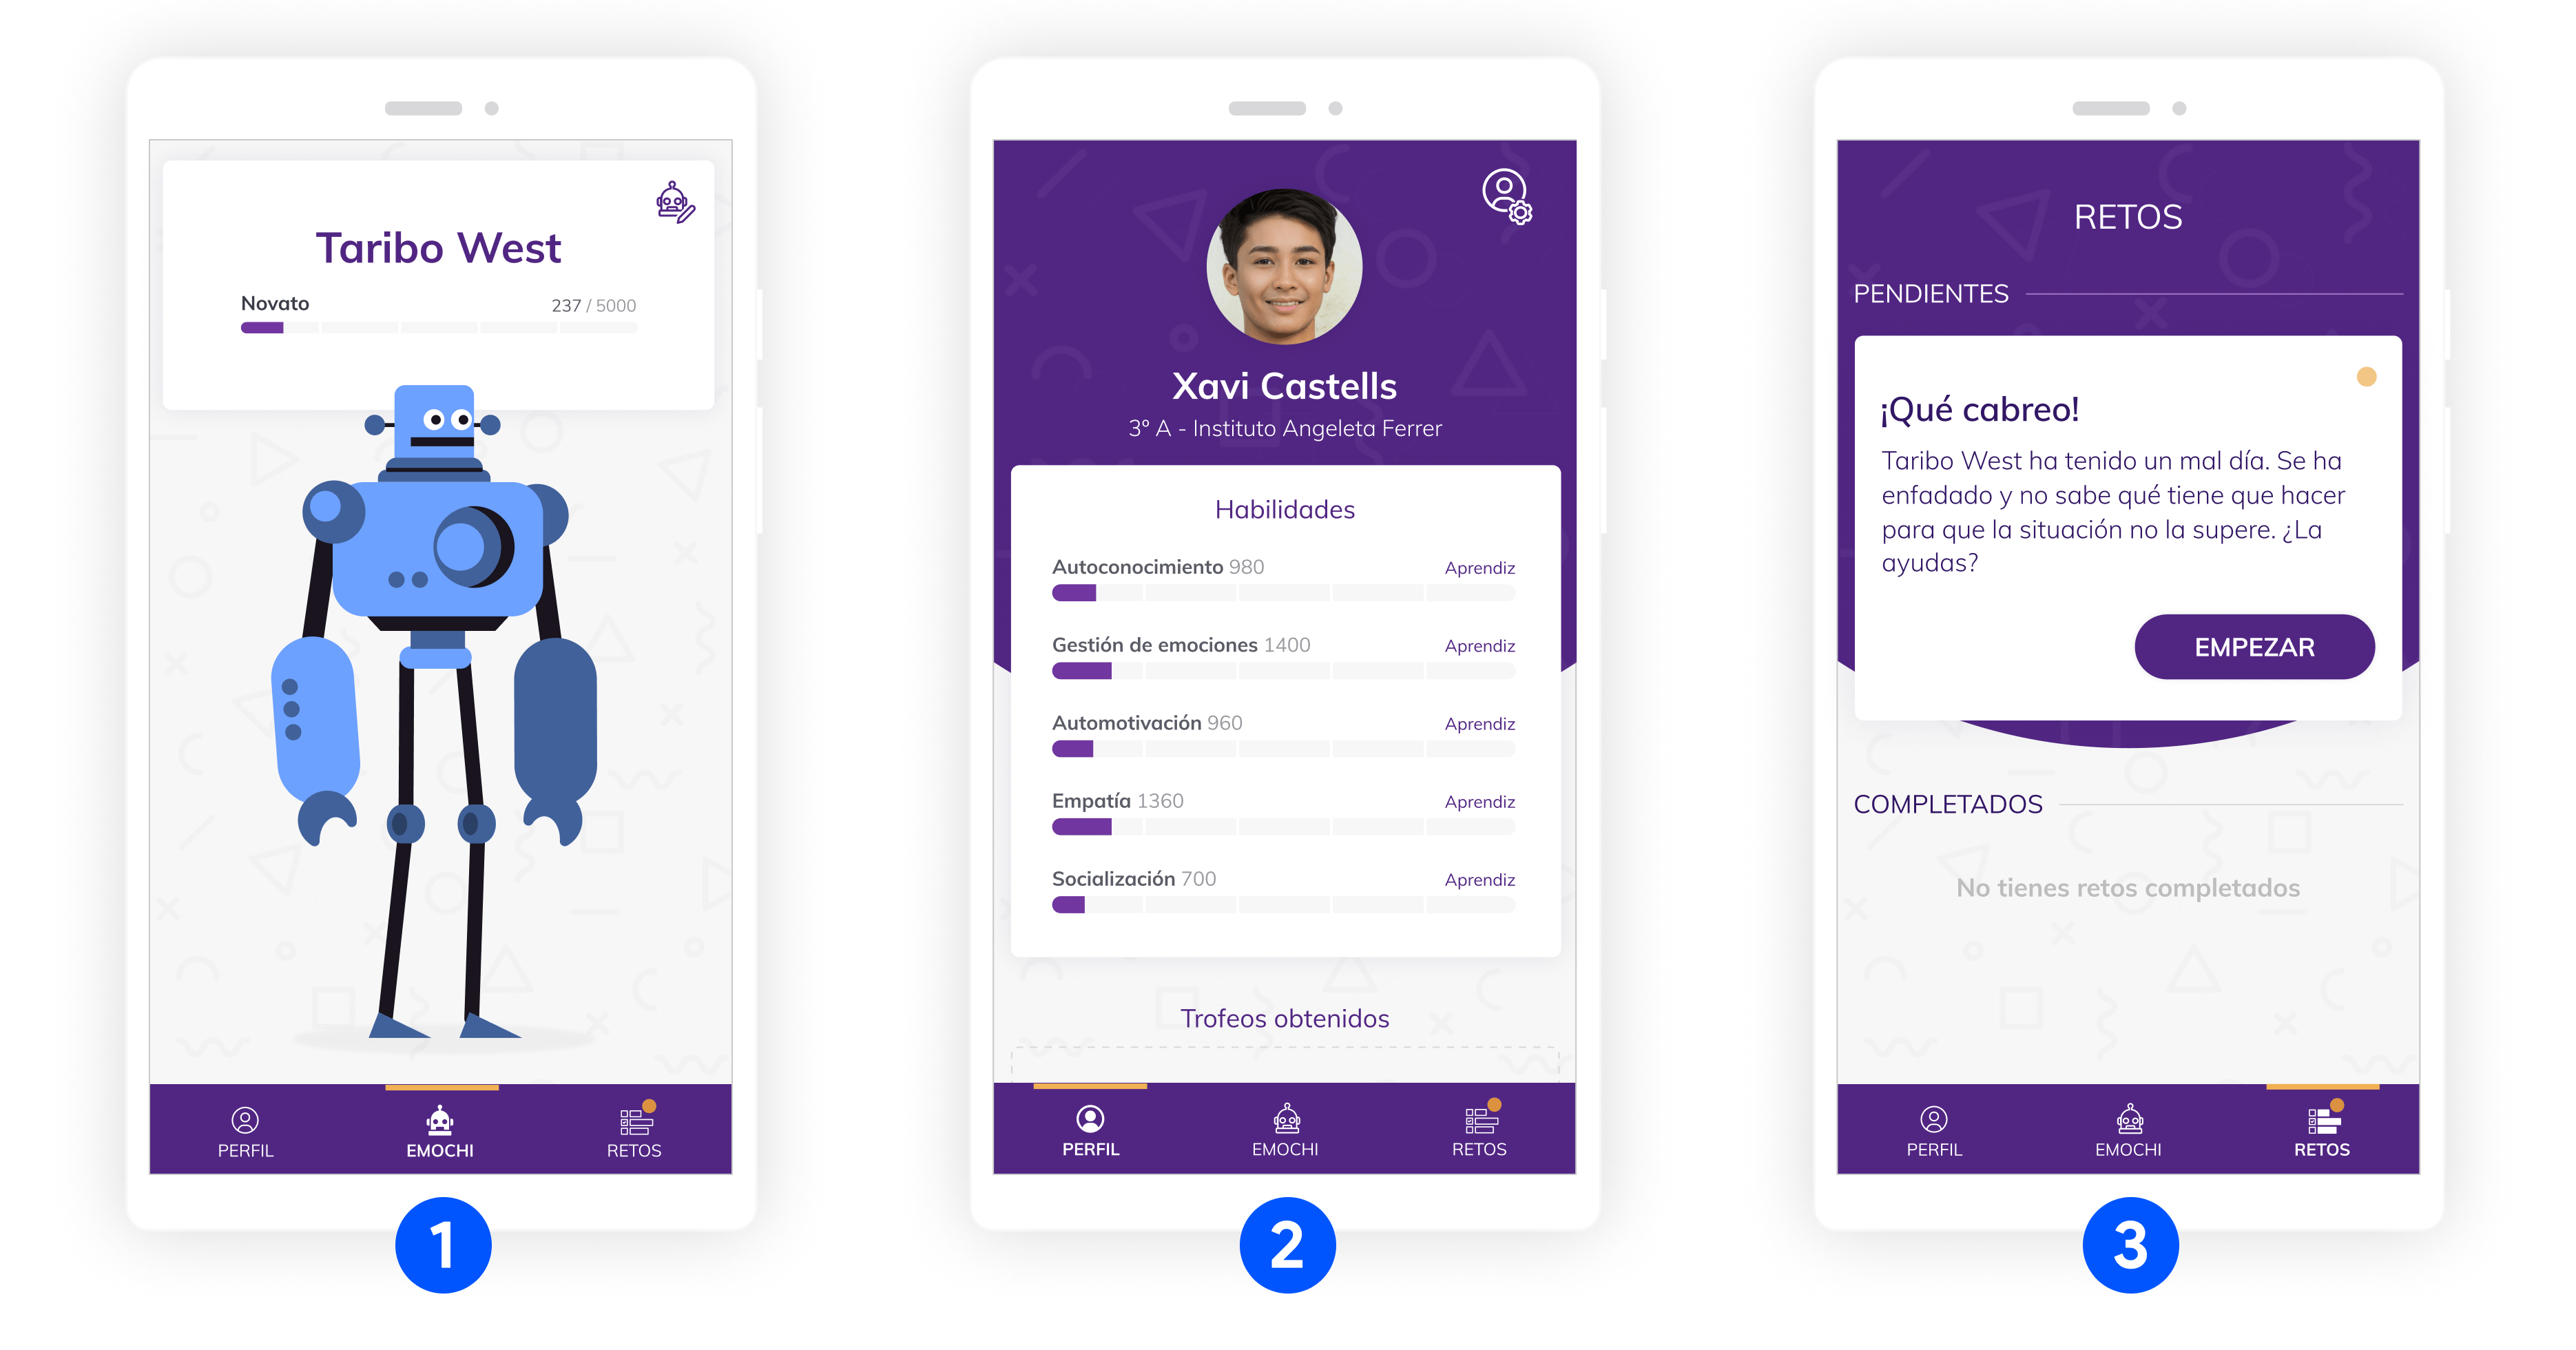 Taribo West
Novato 237 / 5000
PERFIL EMOCHI RETOS
1
Xavi Castells
3º A - Instituto Angeleta Ferrer
Habilidades
Autoconocimiento 980 Aprendiz
Gestión de emociones 1400 Aprendiz
Automotivación 960 Aprendiz
Empatía 1360 Aprendiz
Socialización 700 Aprendiz
Trofeos obtenidos
PERFIL EMOCHI RETOS
2
RETOS
PENDIENTES
¡Qué cabreo!
Taribo West ha tenido un mal día. Se ha
enfadado y no sabe qué tiene que hacer
para que la situación no la supere. ¿La
ayudas?
EMPEZAR
COMPLETADOS
No tienes retos completados
PERFIL EMOCHI RETOS
3